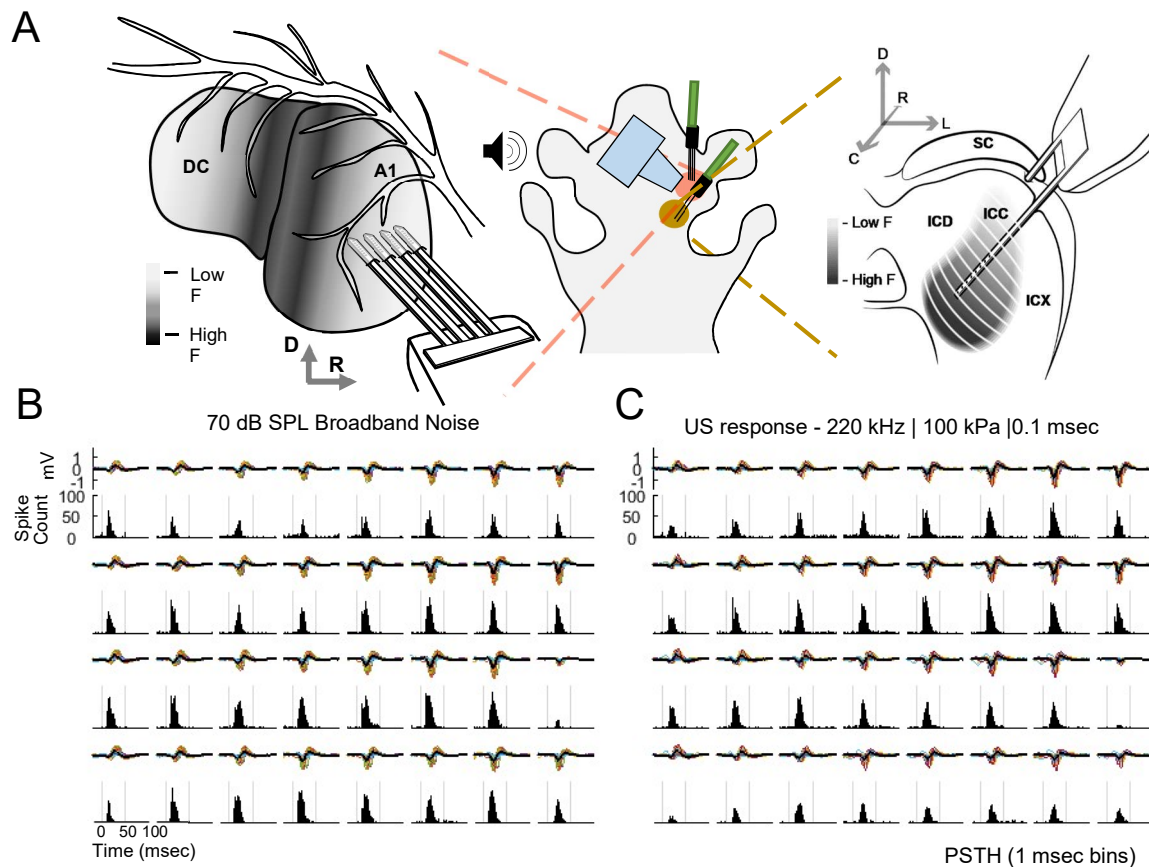 A
DC
A1
Low
F
High
F
D
R
D
R
L
C
SC
ICD
ICC
Low F
High F
ICX
B
70 dB SPL Broadband Noise
1
0
-1
mV
100
50
0
Spike
Count
0 50 100
Time (msec)
C
US response - 220 kHz | 100 kPa |0.1 msec
1
0
-1
100
50
0
PSTH (1 msec bins)